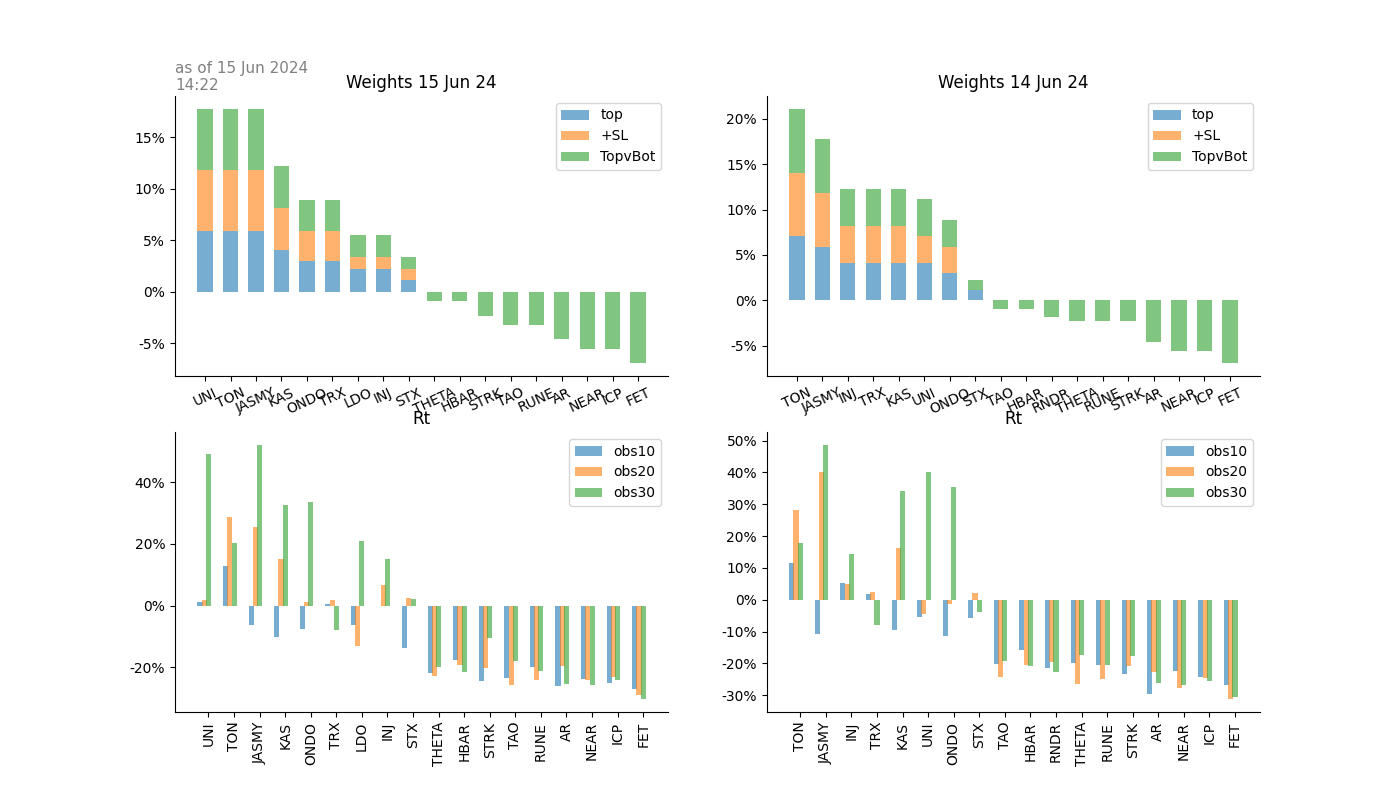 as of 15 Jun 2024
14:22
Weights 15 Jun 24
top
+SL
TopvBot
15%
10%
5%
0%
-5%
UNI TON JASMY KAS ONDO TRX LDO INJ STX THETA HBAR STRK TAO RUNE AR NEAR ICP FET
Weights 14 Jun 24
top
+SL
TopvBot
20%
15%
10%
5%
0%
-5%
TON JASMY INJ TRX KAS UNI ONDO STX TAO HBAR RNDR THETA RUNE STRK AR NEAR ICP FET
Rt
obs10
obs20
obs30
40%
20%
0%
-20%
UNI TON JASMY KAS ONDO TRX LDO INJ STX THETA HBAR STRK TAO RUNE AR NEAR ICP FET
Rt
obs10
obs20
obs30
50%
40%
30%
20%
10%
0%
-10%
-20%
-30%
TON JASMY INJ TRX KAS UNI ONDO STX TAO HBAR RNDR THETA RUNE STRK AR NEAR ICP FET